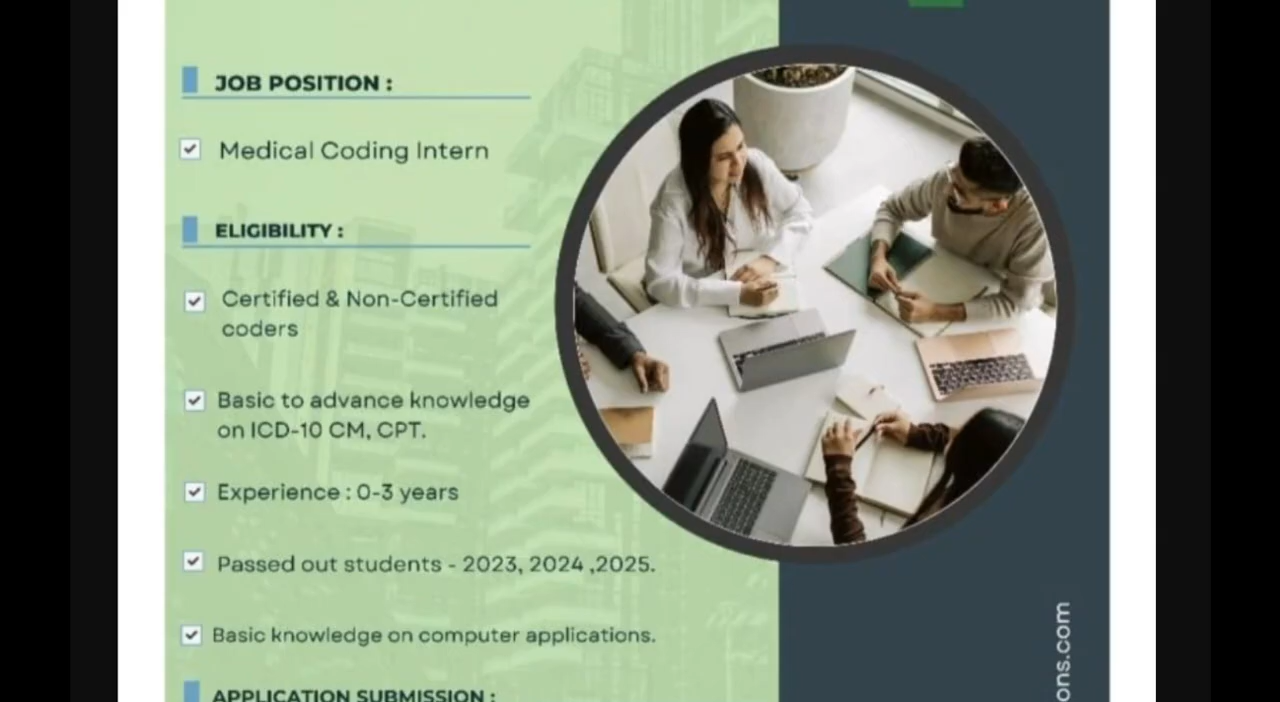 JOB POSITION :
Medical Coding Intern
ELIGIBILITY :
Certified & Non-Certified
coders
Basic to advance knowledge
on ICD-10 CM, CPT.
Experience : 0-3 years
Passed out students - 2023, 2024 ,2025.
Basic knowledge on computer applications.
APPLICATION SUBMISSION :
ons.com